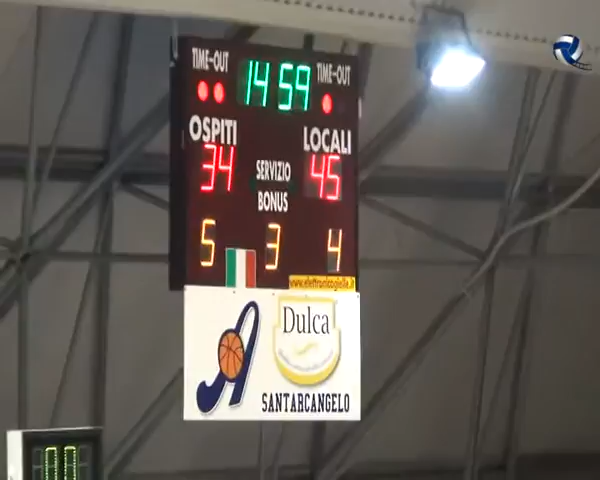 TIME-OUT 14 59 TIME-OUT
OSPITI LOCALI
34 SERVIZIO 45
BONUS
5 3 4
www.elettronicagielle.it
Dulca
SANTARCANGELO
00